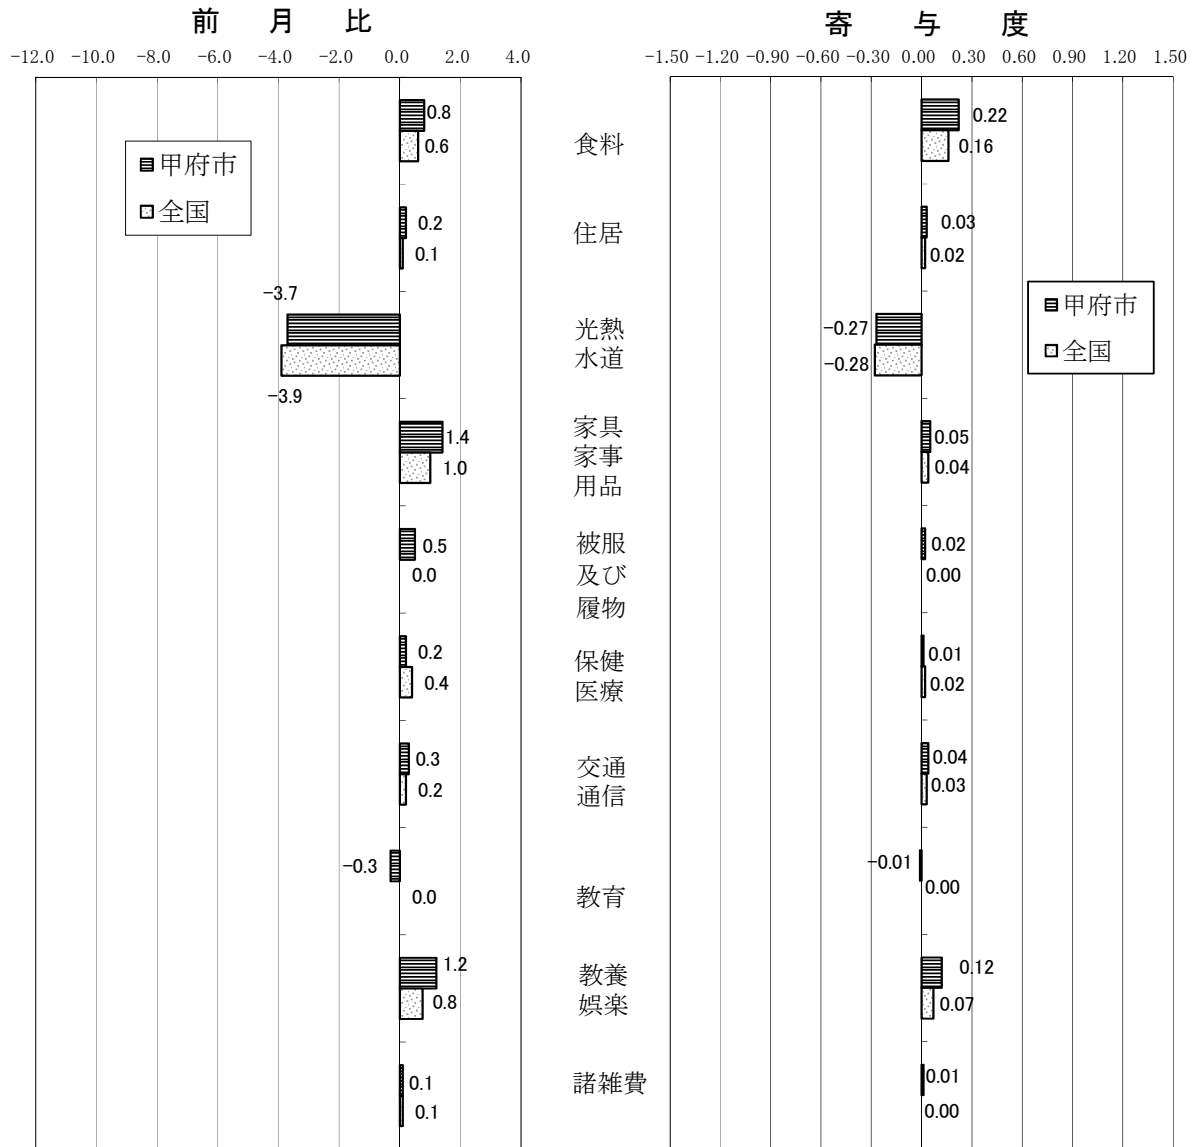 前月比
寄与度
-12.0 -10.0 -8.0 -6.0 -4.0 -2.0 0.0 2.0 4.0
-1.50 -1.20 -0.90 -0.60 -0.30 0.00 0.30 0.60 0.90 1.20 1.50
甲府市
全国
甲府市
全国
0.8
0.6
食料
0.22
0.16
0.2
0.1
住居
0.03
0.02
-3.7
-3.9
光熱
水道
-0.27
-0.28
1.4
1.0
家具
家事
用品
0.05
0.04
0.5
0.0
被服
及び
履物
0.02
0.00
0.2
0.4
保健
医療
0.01
0.02
0.3
0.2
交通
通信
0.04
0.03
-0.3
0.0
教育
-0.01
0.00
1.2
0.8
教養
娯楽
0.12
0.07
0.1
0.1
諸雑費
0.01
0.00